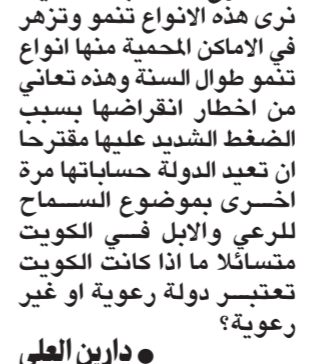 نرى هذه الانواع تنمو وتزهر
في الاماكن المحمية منها انواع
تنمو طوال السنة وهذه تعاني
من اخطار انقراضها بسبب
الضغط الشديد عليها مقترحا
ان تعيد الدولة حساباتها مرة
اخرى بموضوع السماح
للرعي والابل في الكويت
متسائلا ما اذا كانت الكويت
تعتبر دولة رعوية او غير
رعوية؟
● دارين العلي